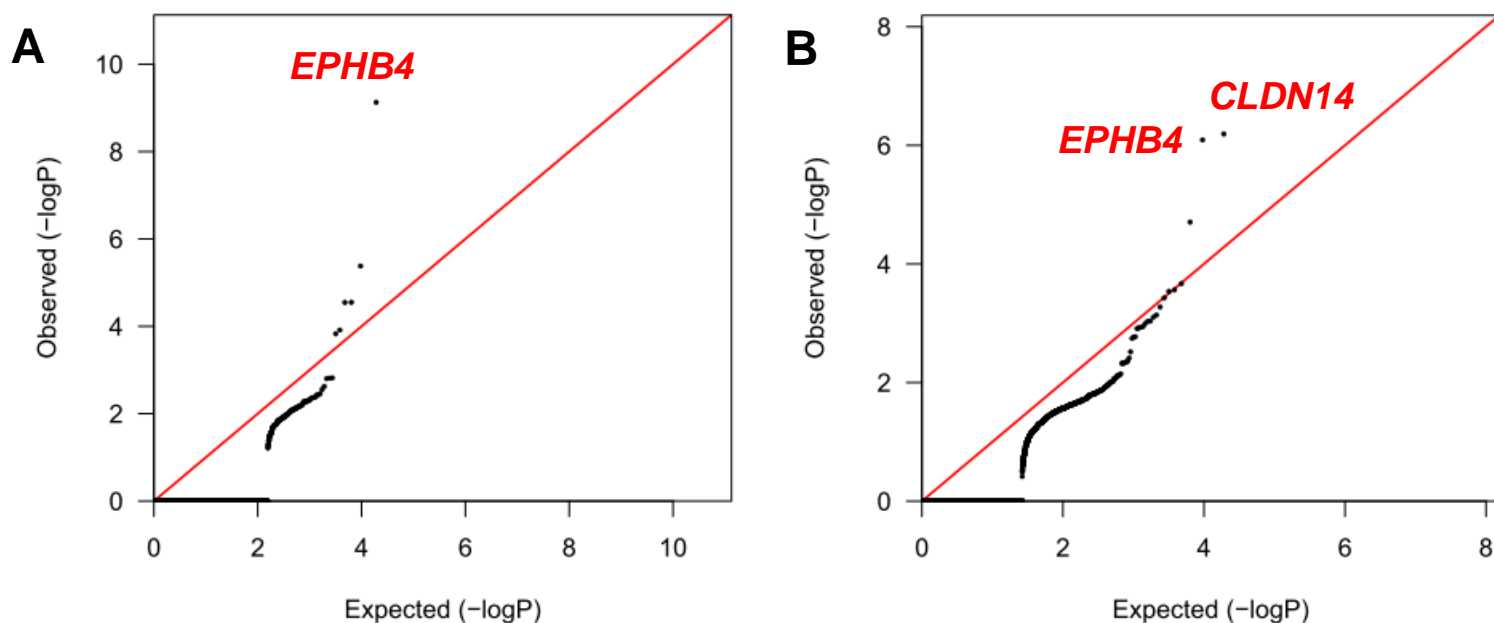 A
EPHB4
Observed (−logP)
10
8
6
4
2
0
0 2 4 6 8 10
Expected (−logP)
B
CLDN14
EPHB4
Observed (−logP)
8
6
4
2
0
0 2 4 6 8
Expected (−logP)